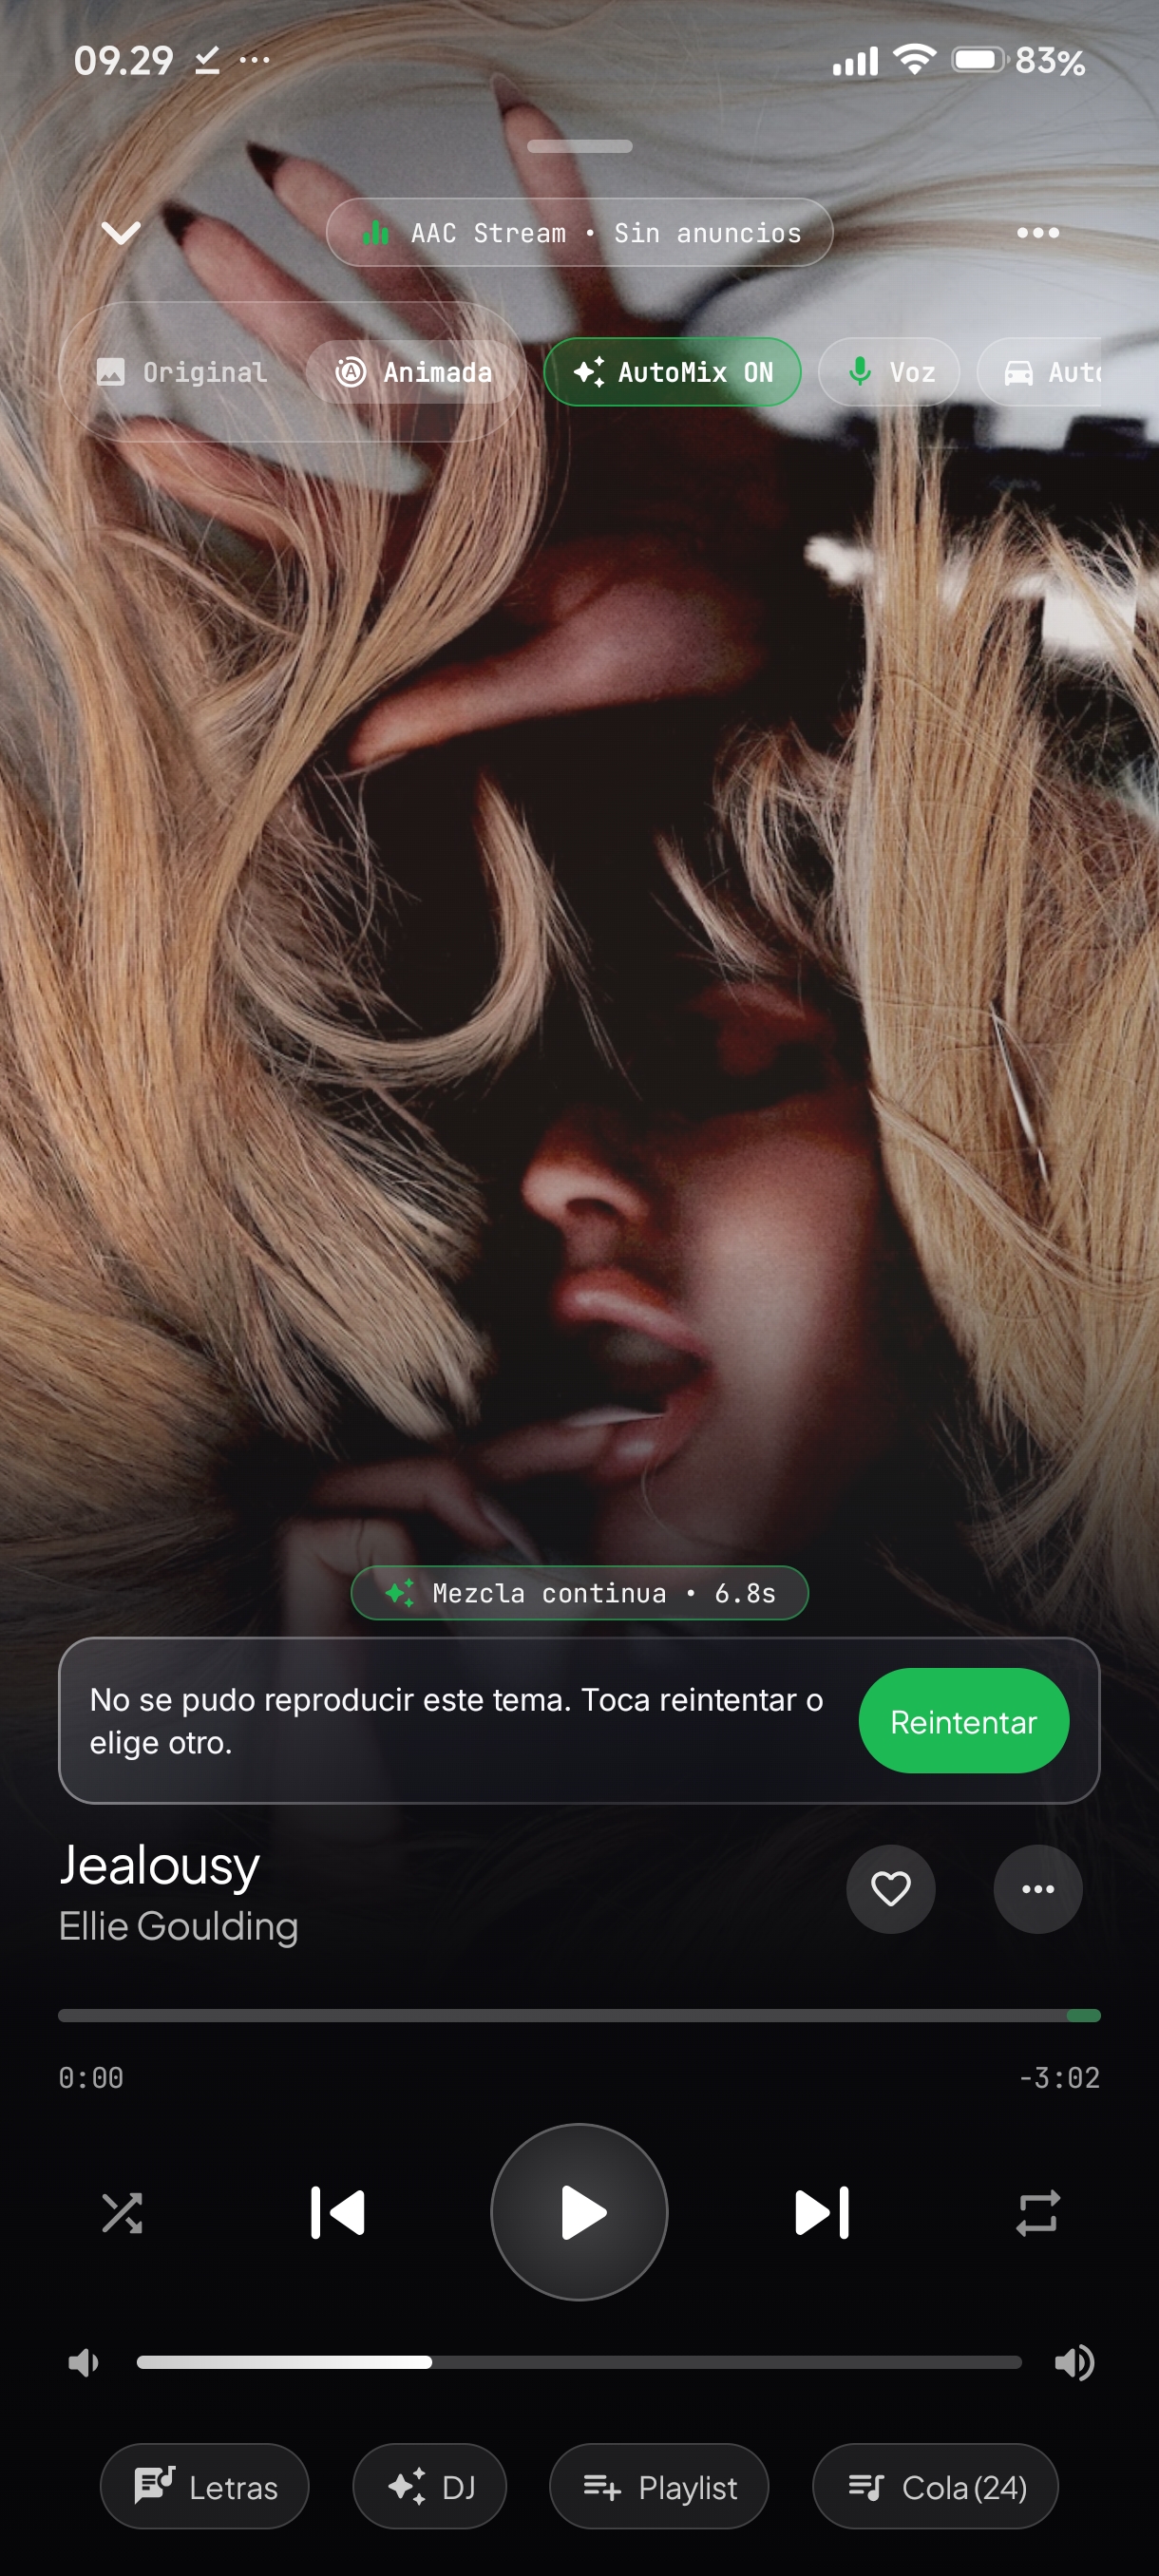 09.29
83%
AAC Stream • Sin anuncios
Original
Animada
AutoMix ON
Voz
Auto
Mezcla continua • 6.8s
No se pudo reproducir este tema. Toca reintentar o
elige otro.
Reintentar
Jealousy
Ellie Goulding
0:00
-3:02
Letras
DJ
Playlist
Cola (24)